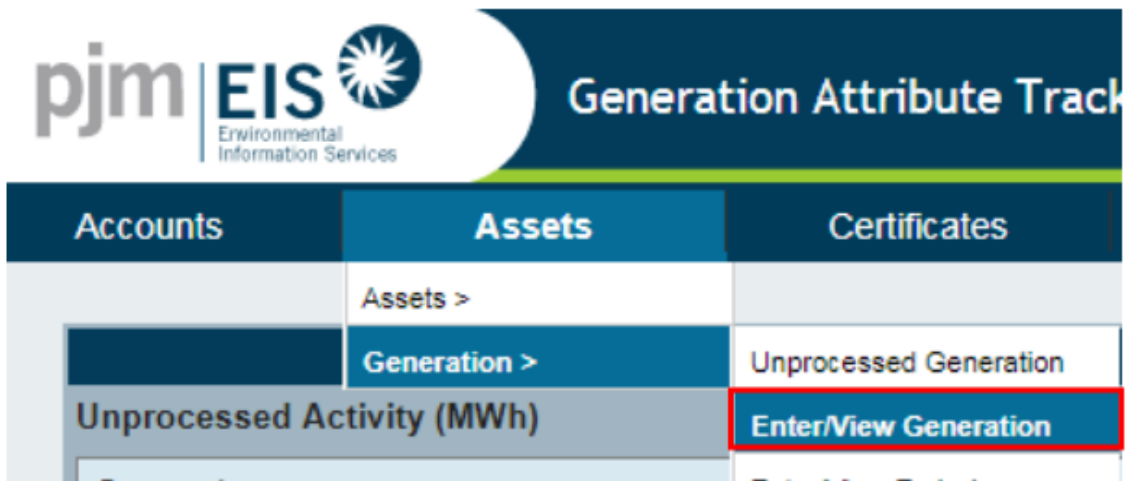 pjm EIS
Environmental
Information Services
Generation Attribute Track
Accounts Assets Certificates
Assets >
Generation > Unprocessed Generation
Unprocessed Activity (MWh)
Enter/View Generation